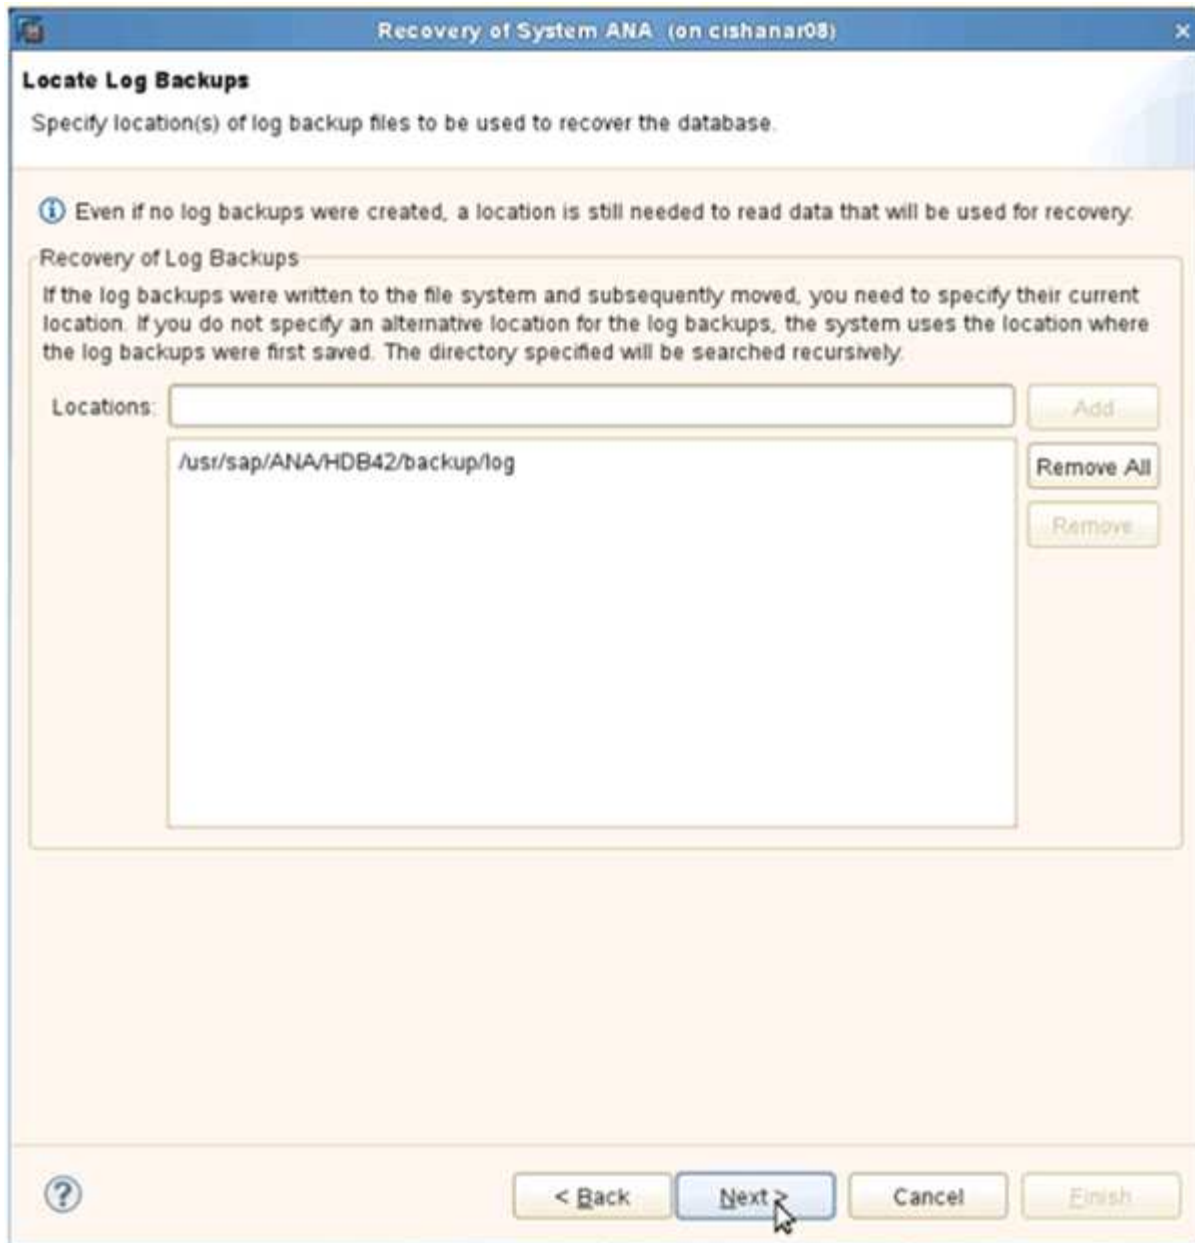 Recovery of System ANA (on cishanar08)
Locate Log Backups
Specify location(s) of log backup files to be used to recover the database.
Even if no log backups were created, a location is still needed to read data that will be used for recovery.
Recovery of Log Backups
If the log backups were written to the file system and subsequently moved, you need to specify their current
location. If you do not specify an alternative location for the log backups, the system uses the location where
the log backups were first saved. The directory specified will be searched recursively.
Locations:
Add
/usr/sap/ANA/HDB42/backup/log
Remove All
Remove
< Back
Next >
Cancel
Finish